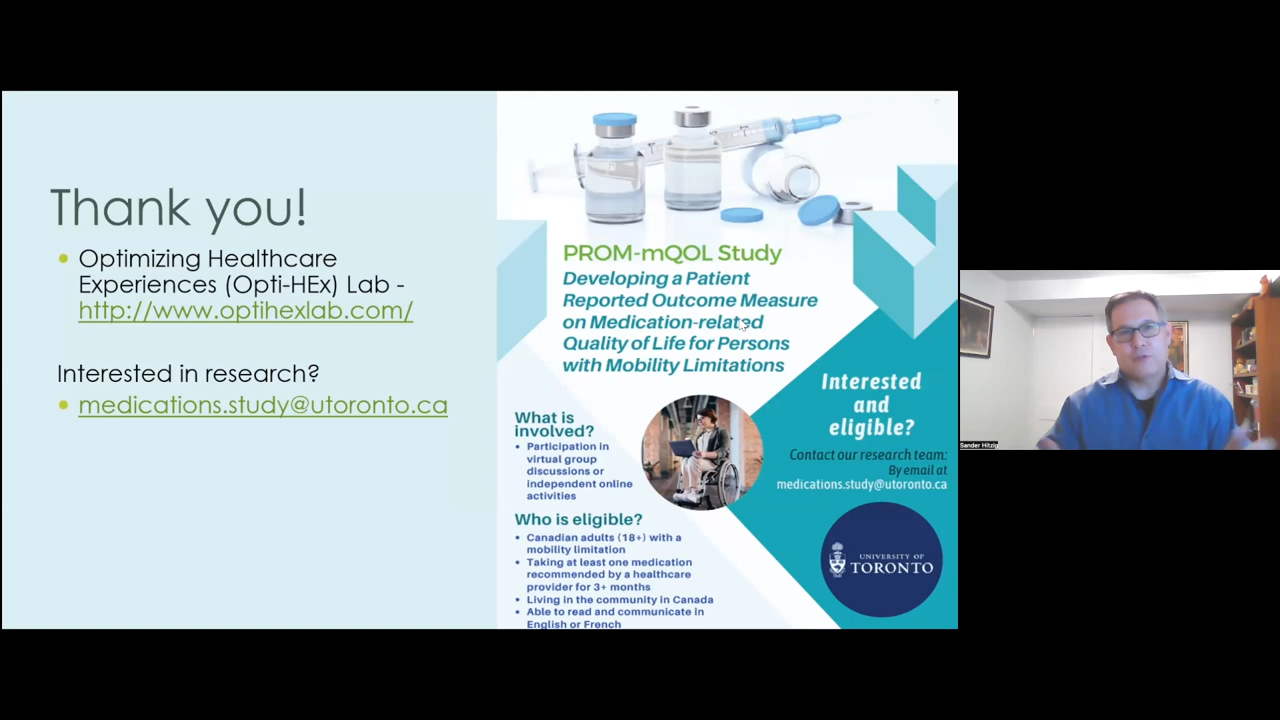 Thank you!
Optimizing Healthcare
Experiences (Opti-HEx) Lab -
http://www.optihexlab.com/
Interested in research?
medications.study@utoronto.ca
PROM-mQOL Study
Developing a Patient
Reported Outcome Measure
on Medication-related
Quality of Life for Persons
with Mobility Limitations
What is
involved?
Participation in
virtual group
discussions or
independent online
activities
Who is eligible?
Canadian adults (18+) with a
mobility limitation
Taking at least one medication
recommended by a healthcare
provider for 3+ months
Living in the community in Canada
Able to read and communicate in
English or French
Interested
and
eligible?
Contact our research team:
By email at
medications.study@utoronto.ca
UNIVERSITY OF
TORONTO
Sander Hitzig